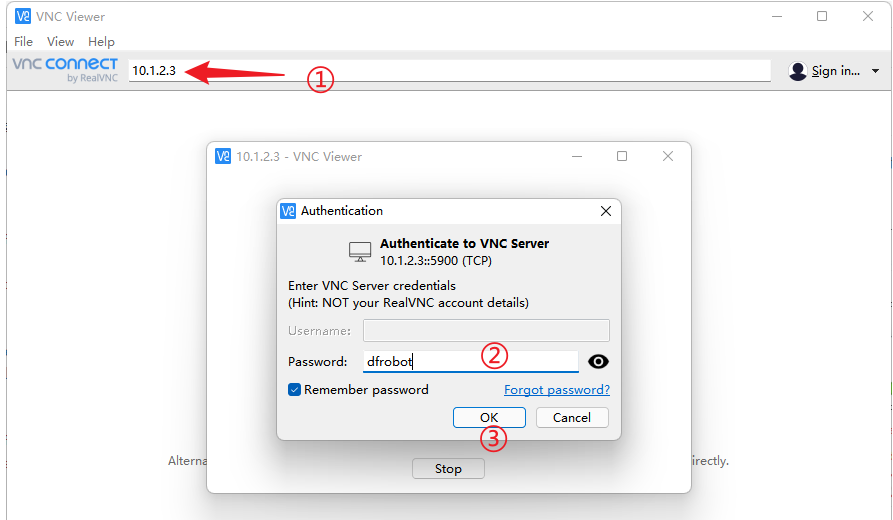 VNC Viewer
File View Help
vnc connect
by RealVNC
10.1.2.3
①
Sign in...
10.1.2.3 - VNC Viewer
Authentication
Authenticate to VNC Server
10.1.2.3::5900 (TCP)
Enter VNC Server credentials
(Hint: NOT your RealVNC account details)
Username:
Password: dfrobot ②
Remember password Forgot password?
OK Cancel
③
Alterna irectly.
Stop